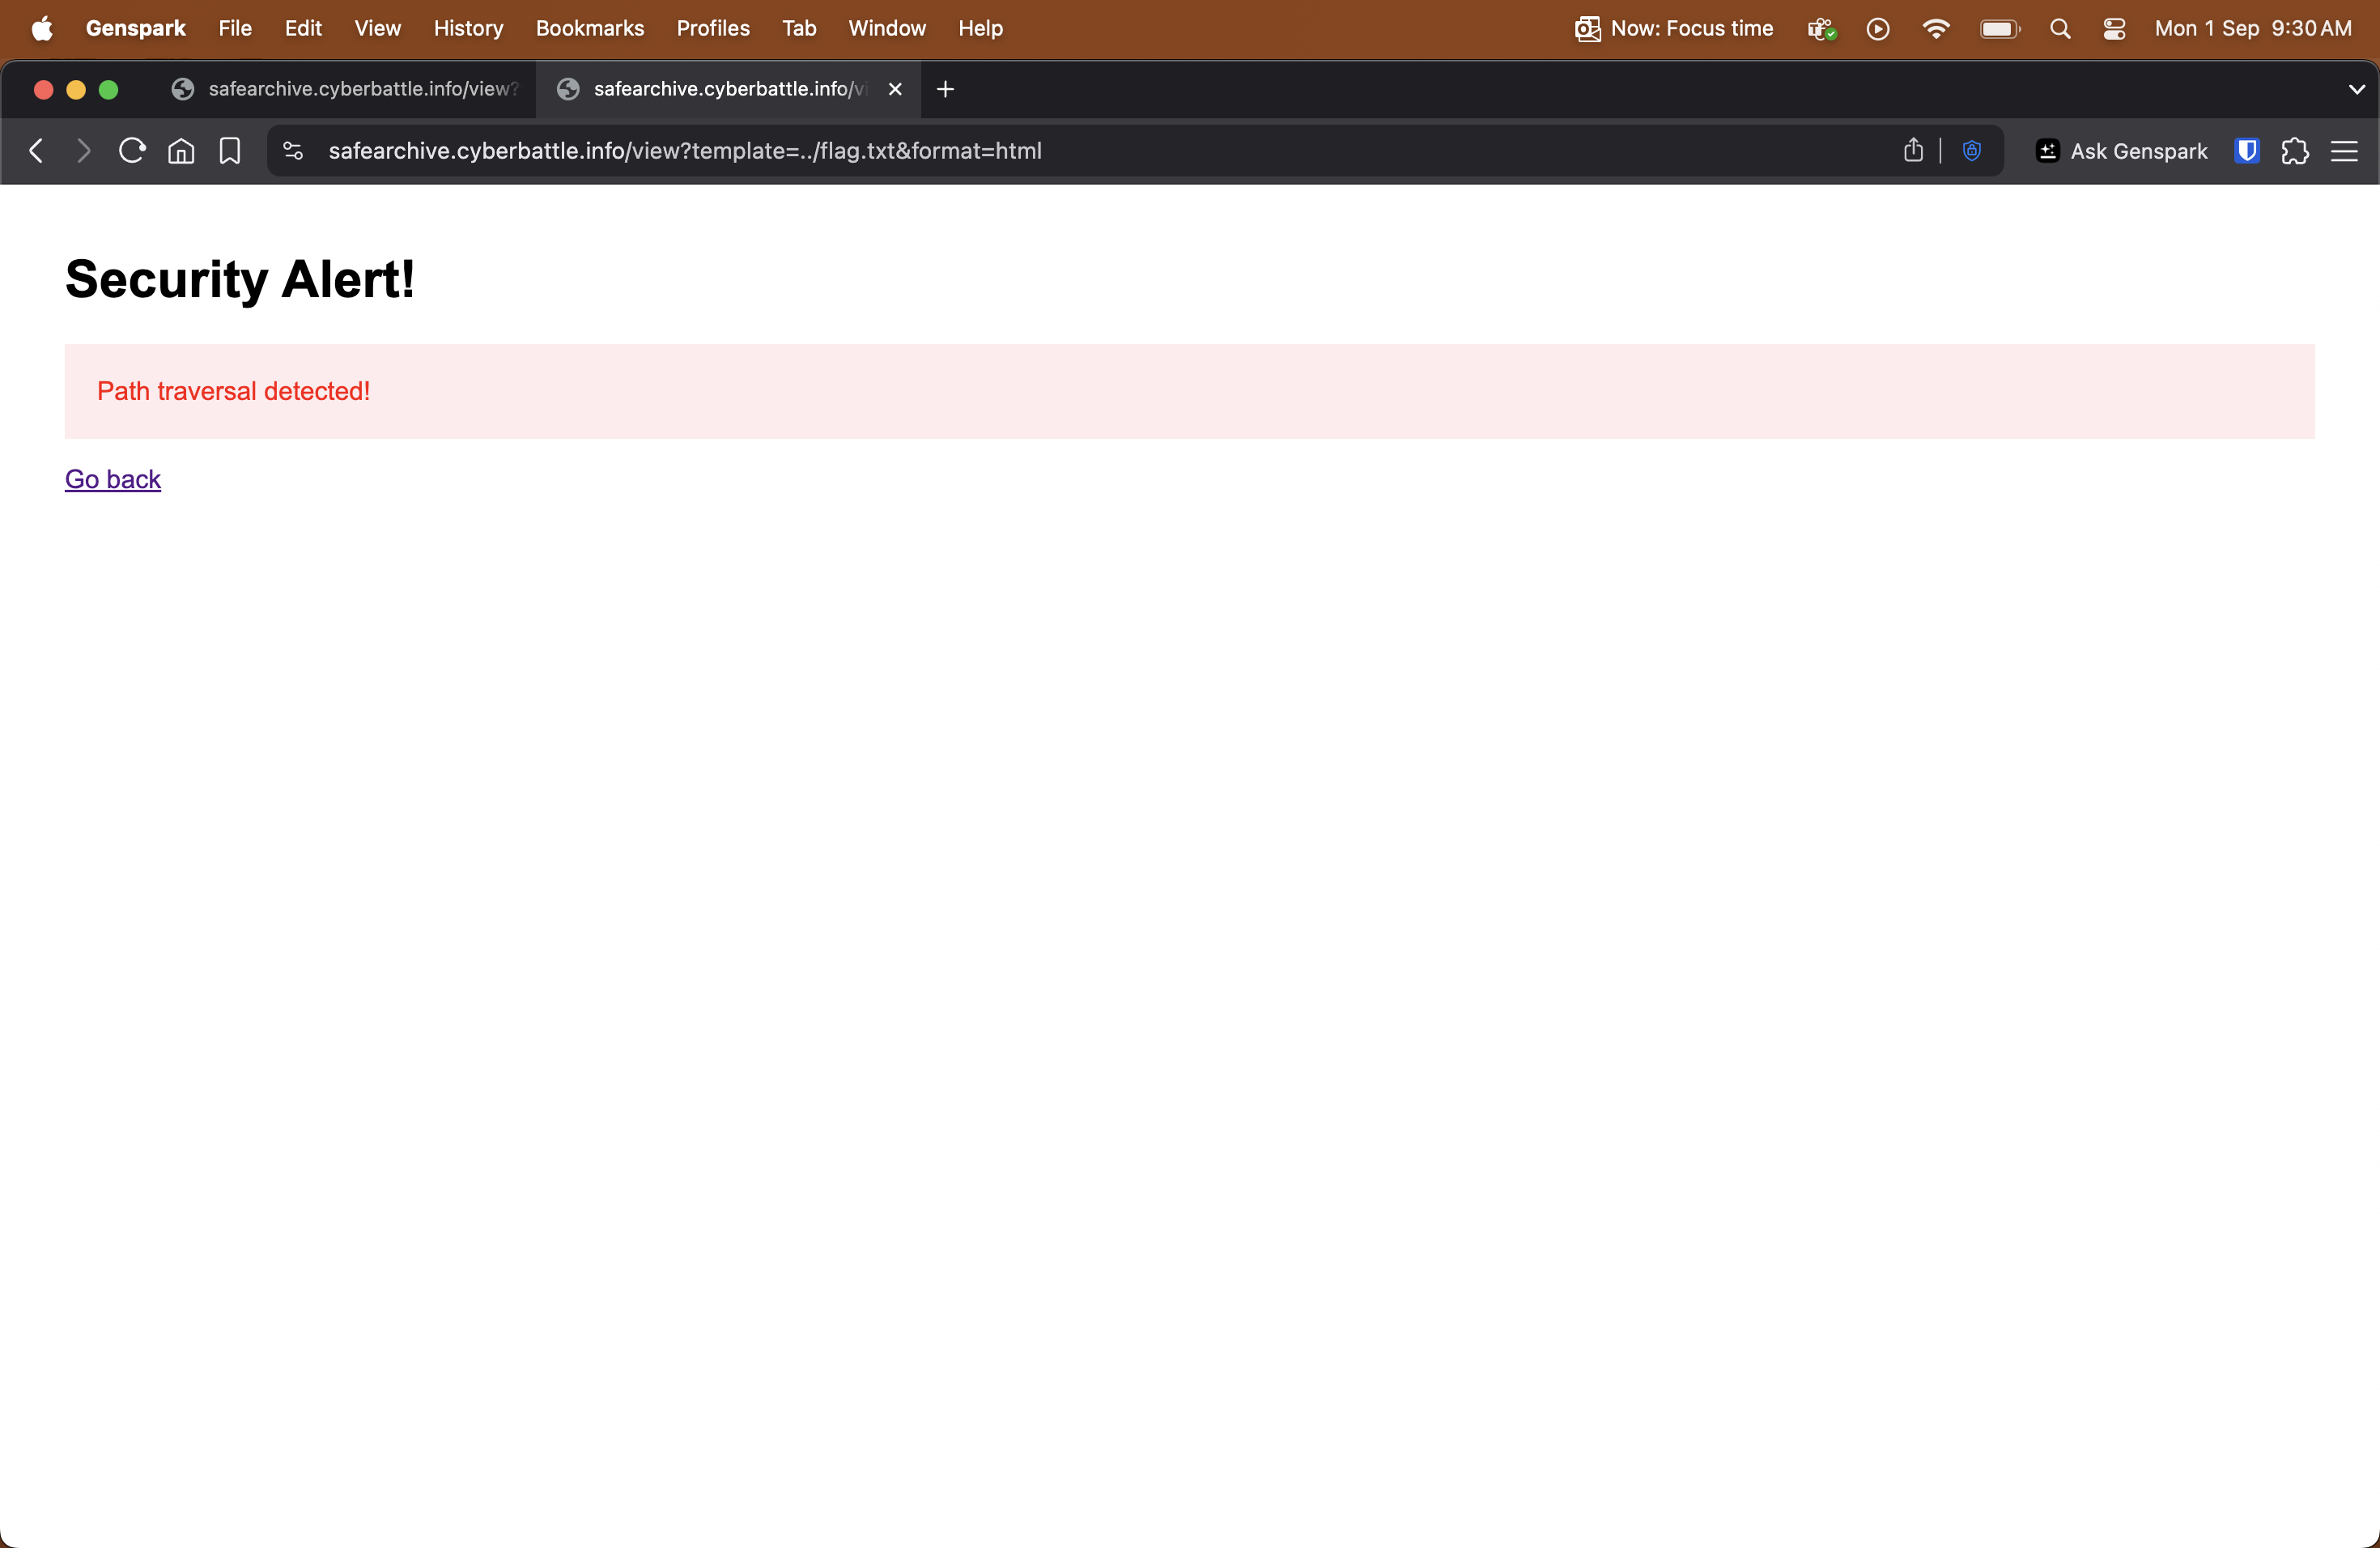 Genspark File Edit View History Bookmarks Profiles Tab Window Help Now: Focus time Mon 1 Sep 9:30 AM
safearchive.cyberbattle.info/view? safearchive.cyberbattle.info/vi
safearchive.cyberbattle.info/view?template=../flag.txt&format=html Ask Genspark
Security Alert!
Path traversal detected!
Go back